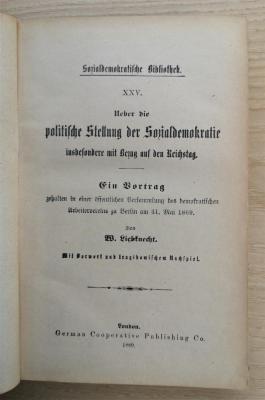 Sozialdemokratische Bibliothek.
XXV.
Ueber die
politische Stellung der Sozialdemokratie
insbesondere mit Bezug auf den Reichstag.
Ein Vortrag
gehalten in einer öffentlichen Versammlung des demokratischen
Arbeitervereins zu Berlin am 31. Mai 1869.
Von
W. Liebknecht.
Mit Vorwort und tragikomischem Nachspiel.
London.
German Cooperative Publishing Co.
1889.